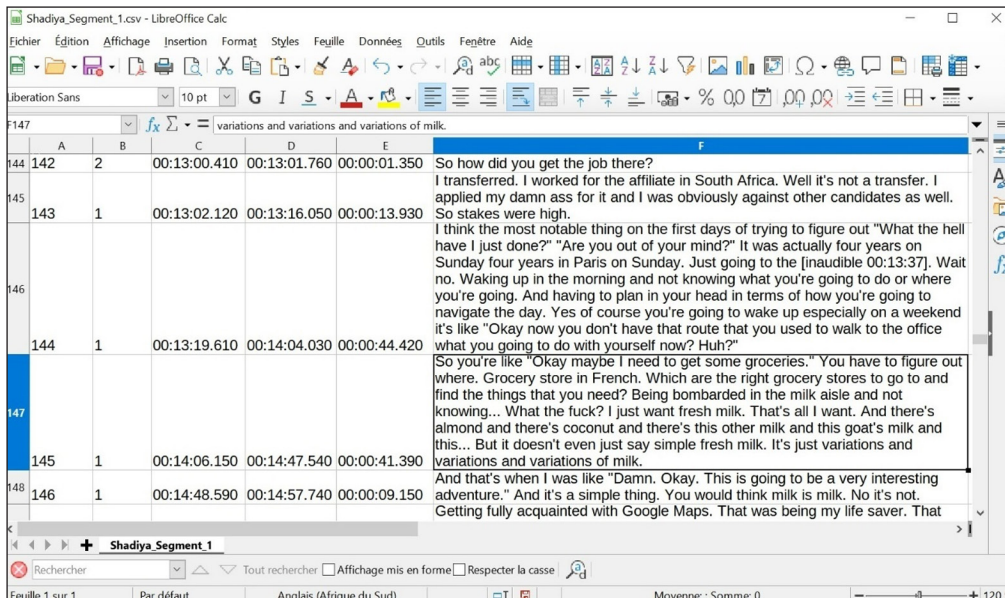 Shadiya_Segment_1.csv - LibreOffice Calc
Fichier Édition Affichage Insertion Format Styles Feuille Données Outils Fenêtre Aide
Liberation Sans 10 pt G I S A % 0,0 7 ,00 ,00
F147 fx Σ = variations and variations and variations of milk.
A B C D E F
144 142 2 00:13:00.410 00:13:01.760 00:00:01.350 So how did you get the job there?
I transferred. I worked for the affiliate in South Africa. Well it's not a transfer. I
145 applied my damn ass for it and I was obviously against other candidates as well.
143 1 00:13:02.120 00:13:16.050 00:00:13.930 So stakes were high.
I think the most notable thing on the first days of trying to figure out "What the hell
have I just done?" "Are you out of your mind?" It was actually four years on
Sunday four years in Paris on Sunday. Just going to the [inaudible 00:13:37]. Wait
no. Waking up in the morning and not knowing what you're going to do or where
146 you're going. And having to plan in your head in terms of how you're going to
navigate the day. Yes of course you're going to wake up especially on a weekend
it's like "Okay now you don't have that route that you used to walk to the office
144 1 00:13:19.610 00:14:04.030 00:00:44.420 what you going to do with yourself now? Huh?"
So you're like "Okay maybe I need to get some groceries." You have to figure out
where. Grocery store in French. Which are the right grocery stores to go to and
find the things that you need? Being bombarded in the milk aisle and not
147 knowing... What the fuck? I just want fresh milk. That's all I want. And there's
almond and there's coconut and there's this other milk and this goat's milk and
this... But it doesn't even just say simple fresh milk. It's just variations and
145 1 00:14:06.150 00:14:47.540 00:00:41.390 variations and variations of milk.
148 And that's when I was like "Damn. Okay. This is going to be a very interesting
146 1 00:14:48.590 00:14:57.740 00:00:09.150 adventure." And it's a simple thing. You would think milk is milk. No it's not.
Getting fully acquainted with Google Maps. That was being my life saver. That
Shadiya_Segment_1
Rechercher Tout rechercher Affichage mis en forme Respecter la casse
Feuille 1 sur 1 Par défaut Anglais (Afrique du Sud) Moyenne: ; Somme: 0 120